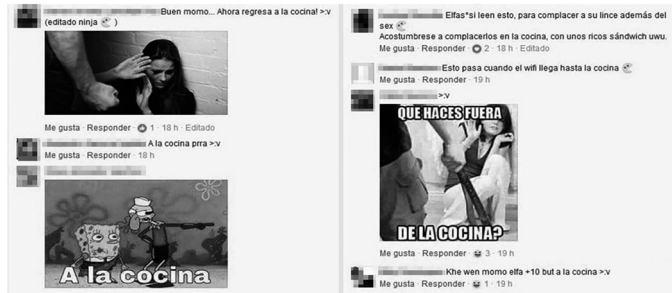 Buen momo... Ahora regresa a la cocina! >:v
(editado ninja )
Me gusta · Responder · 1 · 18 h · Editado
A la cocina prra >:v
Me gusta · Responder · 18 h
A la cocina
Elfas*si leen esto, para complacer a su lince además del
sex
Acostumbrese a complacerlos en la cocina, con unos ricos sándwich uwu.
Me gusta · Responder · 2 · 18 h · Editado
Esto pasa cuando el wifi llega hasta la cocina
Me gusta · Responder · 19 h
>:v
QUE HACES FUERA
DE LA COCINA?
Me gusta · Responder · 3 · 19 h
Khe wen momo elfa +10 but a la cocina >:v
Me gusta · Responder · 1 · 19 h